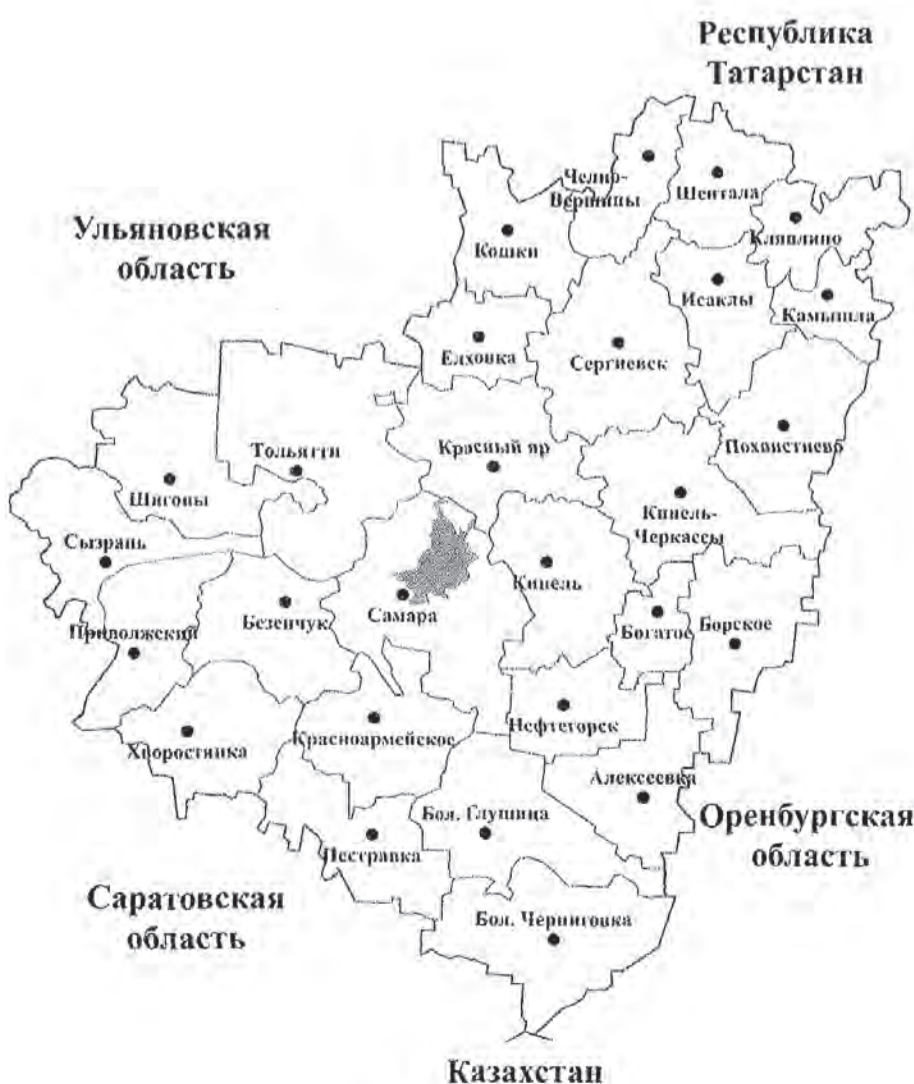 Республика
Татарстан
Челно-
Вершины
Шентала
Ульяновская
область
Кошки
Клявлино
Исаклы
Камышла
Елховка
Сергиевск
Тольятти
Красный яр
Похвистнево
Шигоны
Кинель-
Черкассы
Сызрань
Кинель
Безенчук
Самара
Богатое
Борское
Приволжский
Нефтегорск
Хворостянка
Красноармейское
Алексеевка
Бол. Глушица
Оренбургская
область
Пестравка
Саратовская
область
Бол. Черниговка
Казахстан